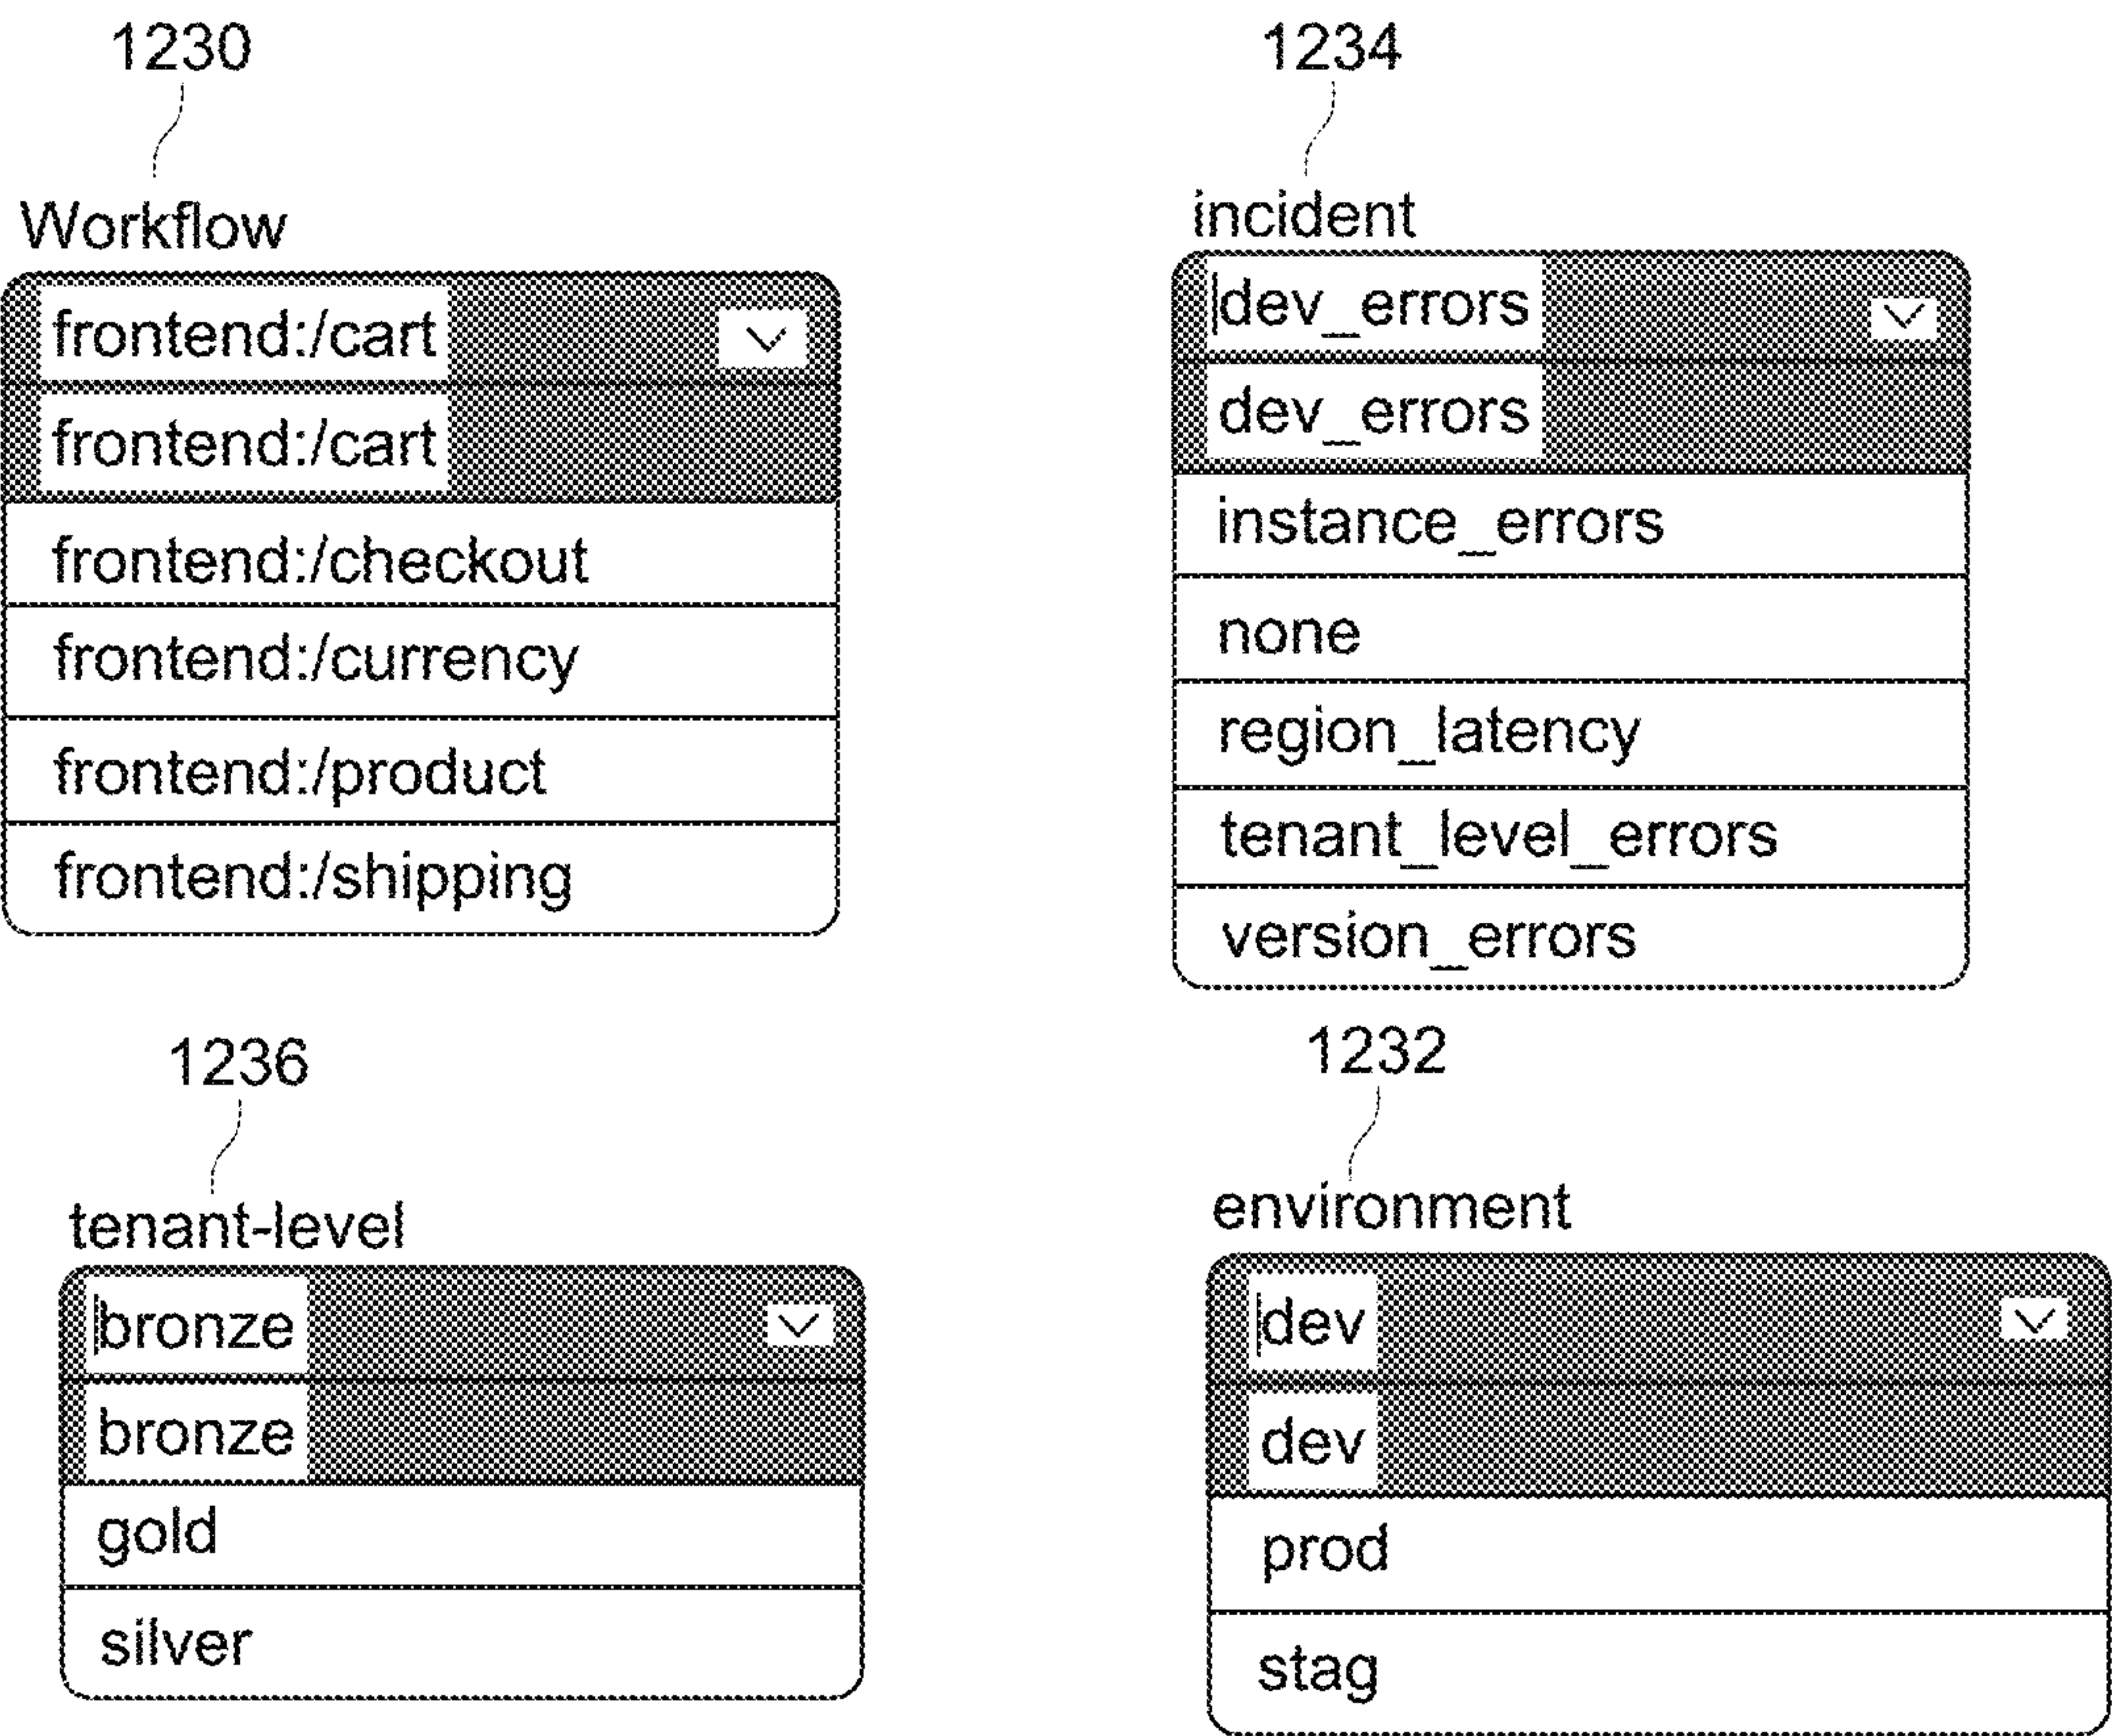 1230
Workflow
frontend:/cart
frontend:/cart
frontend:/checkout
frontend:/currency
frontend:/product
frontend:/shipping
1234
incident
dev_errors
dev_errors
instance_errors
none
region_latency
tenant_level_errors
version_errors
1236
tenant-level
bronze
bronze
gold
silver
1232
environment
dev
dev
prod
stag